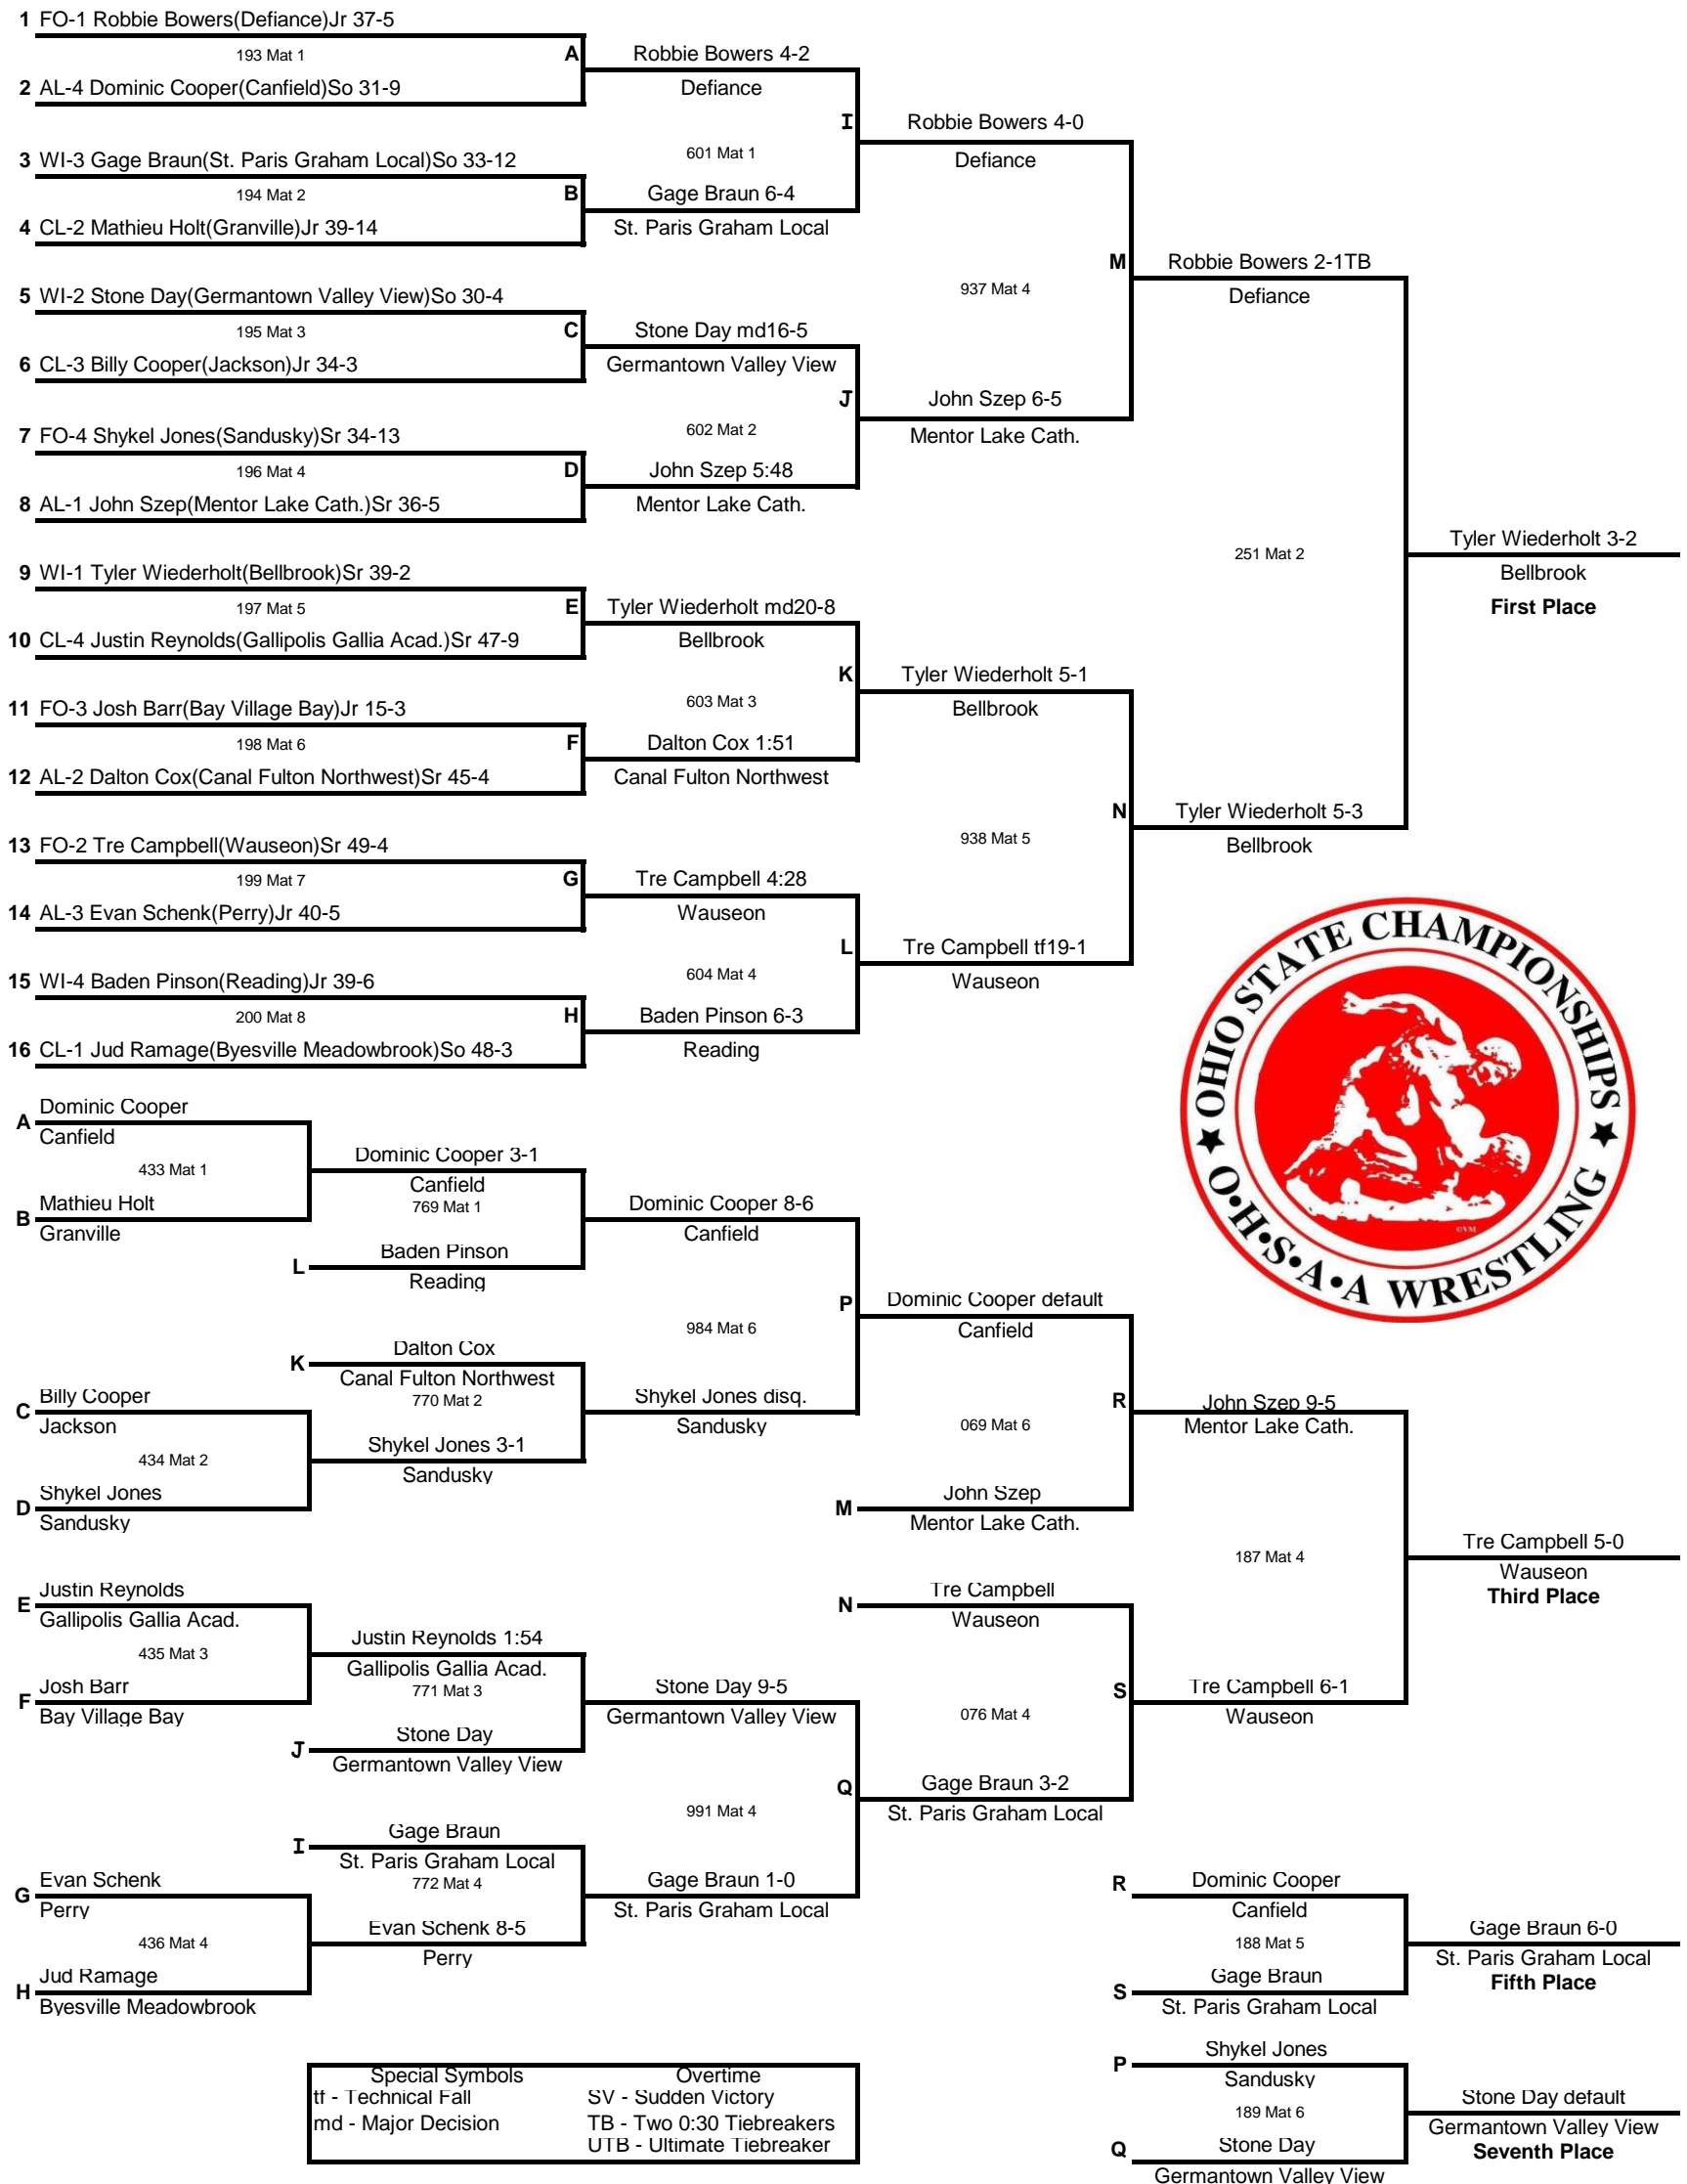 1 FO-1 Robbie Bowers(Defiance)Jr 37-5
193 Mat 1
A
2 AL-4 Dominic Cooper(Canfield)So 31-9
Robbie Bowers 4-2
Defiance
3 WI-3 Gage Braun(St. Paris Graham Local)So 33-12
194 Mat 2
B
4 CL-2 Mathieu Holt(Granville)Jr 39-14
Gage Braun 6-4
St. Paris Graham Local
601 Mat 1
I
Robbie Bowers 4-0
Defiance
5 WI-2 Stone Day(Germantown Valley View)So 30-4
195 Mat 3
C
6 CL-3 Billy Cooper(Jackson)Jr 34-3
Stone Day md16-5
Germantown Valley View
7 FO-4 Shykel Jones(Sandusky)Sr 34-13
196 Mat 4
D
8 AL-1 John Szep(Mentor Lake Cath.)Sr 36-5
John Szep 5:48
Mentor Lake Cath.
602 Mat 2
J
John Szep 6-5
Mentor Lake Cath.
937 Mat 4
M
Robbie Bowers 2-1TB
Defiance
9 WI-1 Tyler Wiederholt(Bellbrook)Sr 39-2
197 Mat 5
E
10 CL-4 Justin Reynolds(Gallipolis Gallia Acad.)Sr 47-9
Tyler Wiederholt md20-8
Bellbrook
11 FO-3 Josh Barr(Bay Village Bay)Jr 15-3
198 Mat 6
F
12 AL-2 Dalton Cox(Canal Fulton Northwest)Sr 45-4
Dalton Cox 1:51
Canal Fulton Northwest
603 Mat 3
K
Tyler Wiederholt 5-1
Bellbrook
13 FO-2 Tre Campbell(Wauseon)Sr 49-4
199 Mat 7
G
14 AL-3 Evan Schenk(Perry)Jr 40-5
Tre Campbell 4:28
Wauseon
15 WI-4 Baden Pinson(Reading)Jr 39-6
200 Mat 8
H
16 CL-1 Jud Ramage(Byesville Meadowbrook)So 48-3
Baden Pinson 6-3
Reading
604 Mat 4
L
Tre Campbell tf19-1
Wauseon
938 Mat 5
N
Tyler Wiederholt 5-3
Bellbrook
251 Mat 2
Tyler Wiederholt 3-2
Bellbrook
First Place
★ OHIO STATE CHAMPIONSHIPS ★
O•H•S•A•A WRESTLING
©VM
A
Dominic Cooper
Canfield
433 Mat 1
B
Mathieu Holt
Granville
Dominic Cooper 3-1
Canfield
769 Mat 1
L
Baden Pinson
Reading
Dominic Cooper 8-6
Canfield
K
Dalton Cox
Canal Fulton Northwest
770 Mat 2
C
Billy Cooper
Jackson
434 Mat 2
D
Shykel Jones
Sandusky
Shykel Jones 3-1
Sandusky
Shykel Jones disq.
Sandusky
984 Mat 6
P
Dominic Cooper default
Canfield
069 Mat 6
R
M
John Szep
Mentor Lake Cath.
John Szep 9-5
Mentor Lake Cath.
E
Justin Reynolds
Gallipolis Gallia Acad.
435 Mat 3
F
Josh Barr
Bay Village Bay
Justin Reynolds 1:54
Gallipolis Gallia Acad.
771 Mat 3
J
Stone Day
Germantown Valley View
Stone Day 9-5
Germantown Valley View
I
Gage Braun
St. Paris Graham Local
772 Mat 4
G
Evan Schenk
Perry
436 Mat 4
H
Jud Ramage
Byesville Meadowbrook
Evan Schenk 8-5
Perry
Gage Braun 1-0
St. Paris Graham Local
991 Mat 4
Q
Gage Braun 3-2
St. Paris Graham Local
N
Tre Campbell
Wauseon
076 Mat 4
S
Tre Campbell 6-1
Wauseon
187 Mat 4
Tre Campbell 5-0
Wauseon
Third Place
R
Dominic Cooper
Canfield
188 Mat 5
S
Gage Braun
St. Paris Graham Local
Gage Braun 6-0
St. Paris Graham Local
Fifth Place
P
Shykel Jones
Sandusky
189 Mat 6
Q
Stone Day
Germantown Valley View
Stone Day default
Germantown Valley View
Seventh Place
Special Symbols
Overtime
tf - Technical Fall
SV - Sudden Victory
md - Major Decision
TB - Two 0:30 Tiebreakers
UTB - Ultimate Tiebreaker